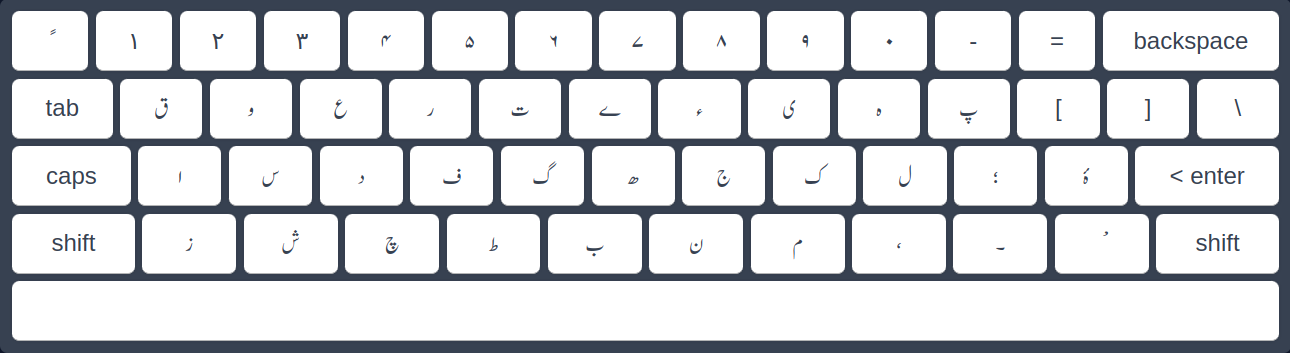 ً ۱ ۲ ۳ ۴ ۵ ۶ ۷ ۸ ۹ ۰ - = backspace
tab ق و ع ر ت ے ء ی ہ پ [ ] \
caps ا س د ف گ ھ ج ک ل ؛ ۂ < enter
shift ز ش چ ط ب ن م ، ۔ ُ shift